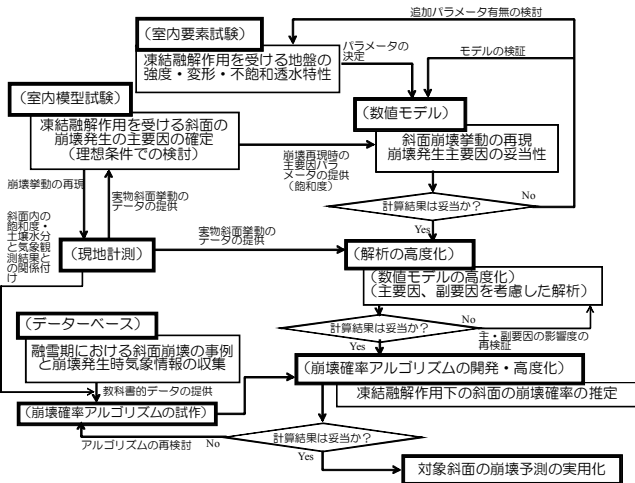 追加パラメータ有無の検討
(室内要素試験)
凍結融解作用を受ける地盤の
強度・変形・不飽和透水特性
パラメータの
決定
モデルの検証
(室内模型試験)
凍結融解作用を受ける斜面の
崩壊発生の主要因の確定
(理想条件での検討)
(数値モデル)
斜面崩壊挙動の再現
崩壊発生主要因の妥当性
崩壊再現時の
主要因パラ
メータの提供
(飽和度)
崩壊挙動の再現
実物斜面挙動の
データの提供
計算結果は妥当か?
No
Yes
斜面内の
飽和度・
土壌水分
と気象観
測結果と
の関係付
け
(現地計測)
実物斜面挙動の
データの提供
(解析の高度化)
(数値モデルの高度化)
(主要因、副要因を考慮した解析)
計算結果は妥当か?
No
Yes
主・副要因の影響度の
再検証
(データーベース)
融雪期における斜面崩壊の事例
と崩壊発生時気象情報の収集
(崩壊確率アルゴリズムの開発・高度化)
凍結融解作用下の斜面の崩壊確率の推定
教科書的データの提供
(崩壊確率アルゴリズムの試作)
アルゴリズムの再検討
No
計算結果は妥当か?
Yes
対象斜面の崩壊予測の実用化